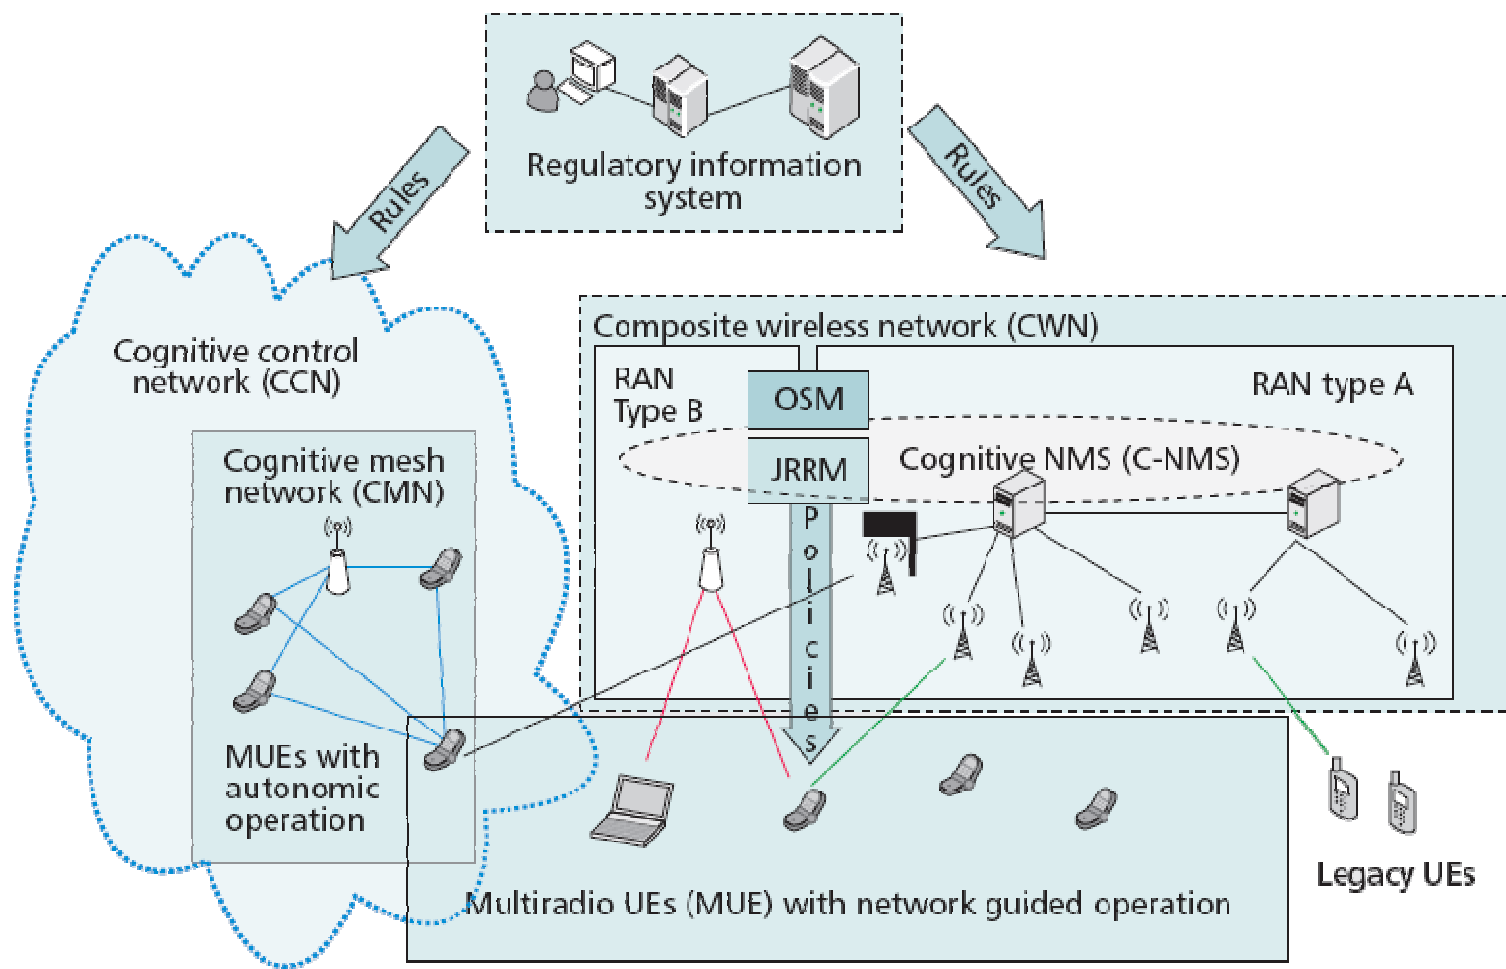 Regulatory information
system
Rules
Rules
Cognitive control
network (CCN)
Cognitive mesh
network (CMN)
MUEs with
autonomic
operation
Composite wireless network (CWN)
RAN
Type B
OSM
RAN type A
JRRM
Cognitive NMS (C-NMS)
Policies
Legacy UEs
Multiradio UEs (MUE) with network guided operation